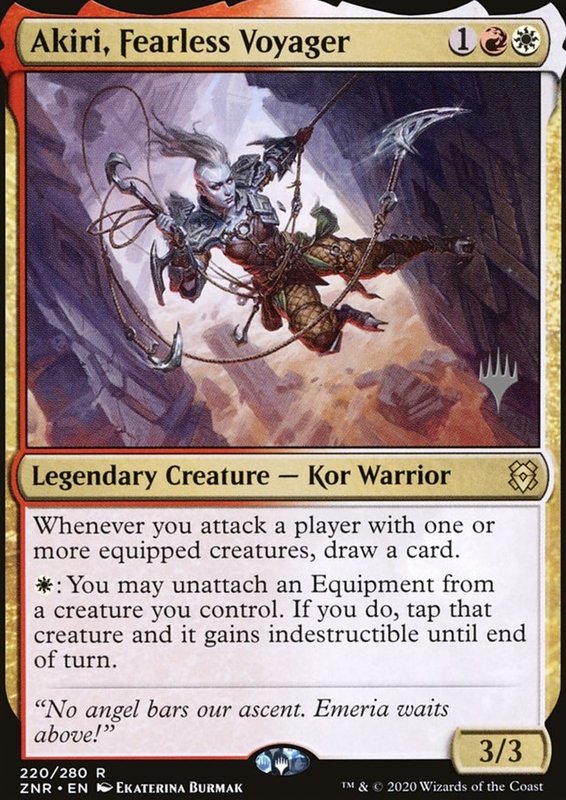 Akiri, Fearless Voyager 1
Legendary Creature — Kor Warrior
Whenever you attack a player with one or
more equipped creatures, draw a card.
: You may unattach an Equipment from
a creature you control. If you do, tap that
creature and it gains indestructible until end
of turn.
“No angel bars our ascent. Emeria waits
above!”
3/3
220/280 R
ZNR • EN Ekaterina Burmak
™ & © 2020 Wizards of the Coast